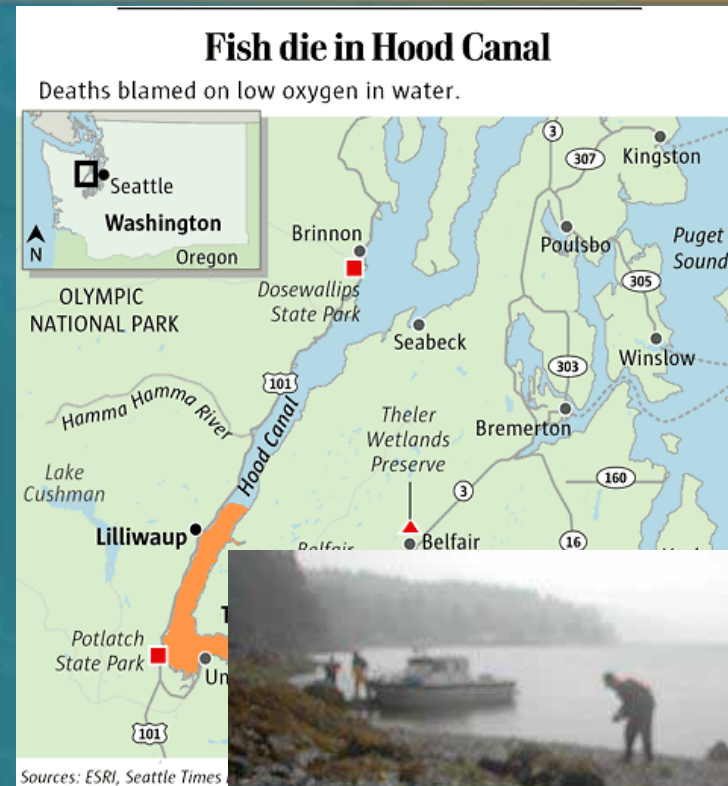 Fish die in Hood Canal
Deaths blamed on low oxygen in water.
Seattle
Washington
Oregon
N
3
307
Kingston
Brinnon
Poulsbo
Puget
Sound
Dosewallips
State Park
305
OLYMPIC
NATIONAL PARK
Seabeck
Winslow
303
101
Hamma Hamma River
Hood Canal
Theler
Wetlands
Preserve
Bremerton
Lake
Cushman
3
160
Lilliwaup
Belfair
16
Belfair
Potlatch
State Park
Un
101
Sources: ESRI, Seattle Times